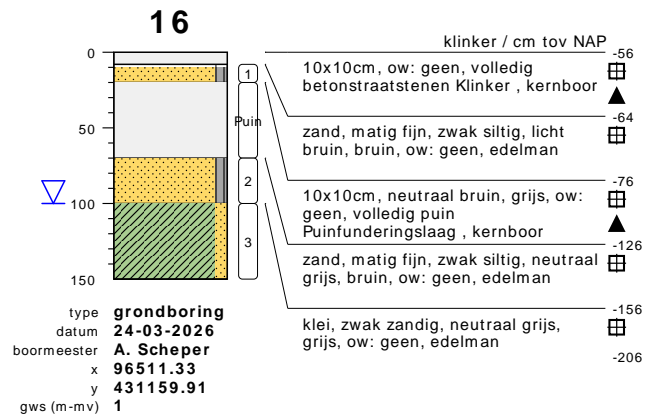 16
klinker / cm tov NAP
0
50
100
150
1
Puin
2
3
-56
10x10cm, ow: geen, volledig
betonstraatstenen Klinker , kernboor
-64
zand, matig fijn, zwak siltig, licht
bruin, bruin, ow: geen, edelman
-76
10x10cm, neutraal bruin, grijs, ow:
geen, volledig puin
Puinfunderingslaag , kernboor
-126
zand, matig fijn, zwak siltig, neutraal
grijs, bruin, ow: geen, edelman
-156
klei, zwak zandig, neutraal grijs,
grijs, ow: geen, edelman
-206
type grondboring
datum 24-03-2026
boormeester A. Scheper
x 96511.33
y 431159.91
gws (m-mv) 1